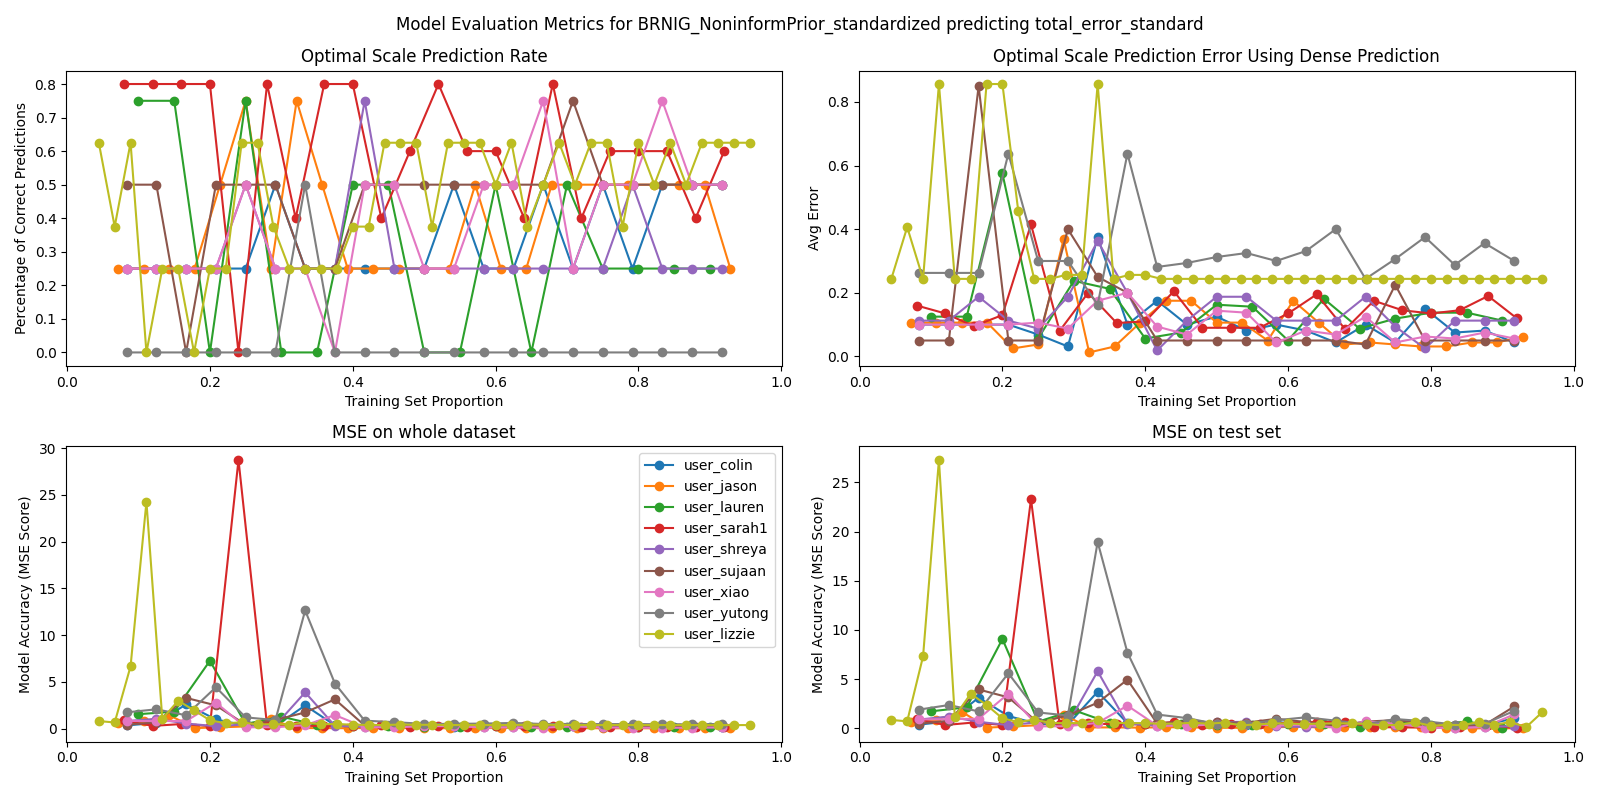 Model Evaluation Metrics for BRNIG_NoninformPrior_standardized predicting total_error_standard
Optimal Scale Prediction Rate
Percentage of Correct Predictions
0.8
0.7
0.6
0.5
0.4
0.3
0.2
0.1
0.0
0.0 0.2 0.4 0.6 0.8 1.0
Training Set Proportion
Optimal Scale Prediction Error Using Dense Prediction
Avg Error
0.8
0.6
0.4
0.2
0.0
0.0 0.2 0.4 0.6 0.8 1.0
Training Set Proportion
MSE on whole dataset
Model Accuracy (MSE Score)
30
25
20
15
10
5
0
0.0 0.2 0.4 0.6 0.8 1.0
Training Set Proportion
user_colin
user_jason
user_lauren
user_sarah1
user_shreya
user_sujaan
user_xiao
user_yutong
user_lizzie
MSE on test set
Model Accuracy (MSE Score)
25
20
15
10
5
0
0.0 0.2 0.4 0.6 0.8 1.0
Training Set Proportion